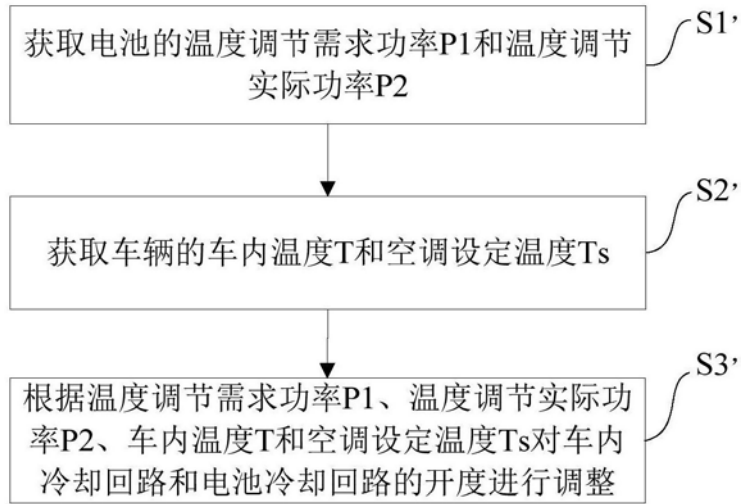 获取电池的温度调节需求功率P1和温度调节
实际功率P2
S1’
获取车辆的车内温度T和空调设定温度Ts
S2’
根据温度调节需求功率P1、温度调节实际功
率P2、车内温度T和空调设定温度Ts对车内
冷却回路和电池冷却回路的开度进行调整
S3’